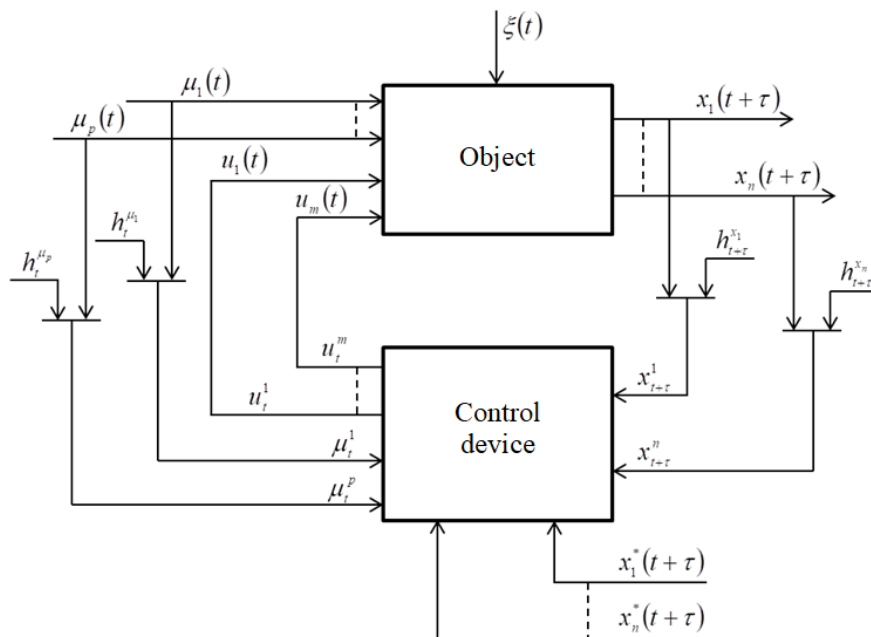 ξ(t)
μ₁(t)
x₁(t + τ)
μₚ(t)
Object
u₁(t)
xₙ(t + τ)
uₘ(t)
h_t^{μ₁}
h_{t+τ}^{x₁}
h_t^{μₚ}
h_{t+τ}^{xₙ}
u_t^m
x_{t+τ}^1
u_t^1
Control
device
μ_t^1
x_{t+τ}^n
μ_t^p
x₁*(t + τ)
xₙ*(t + τ)